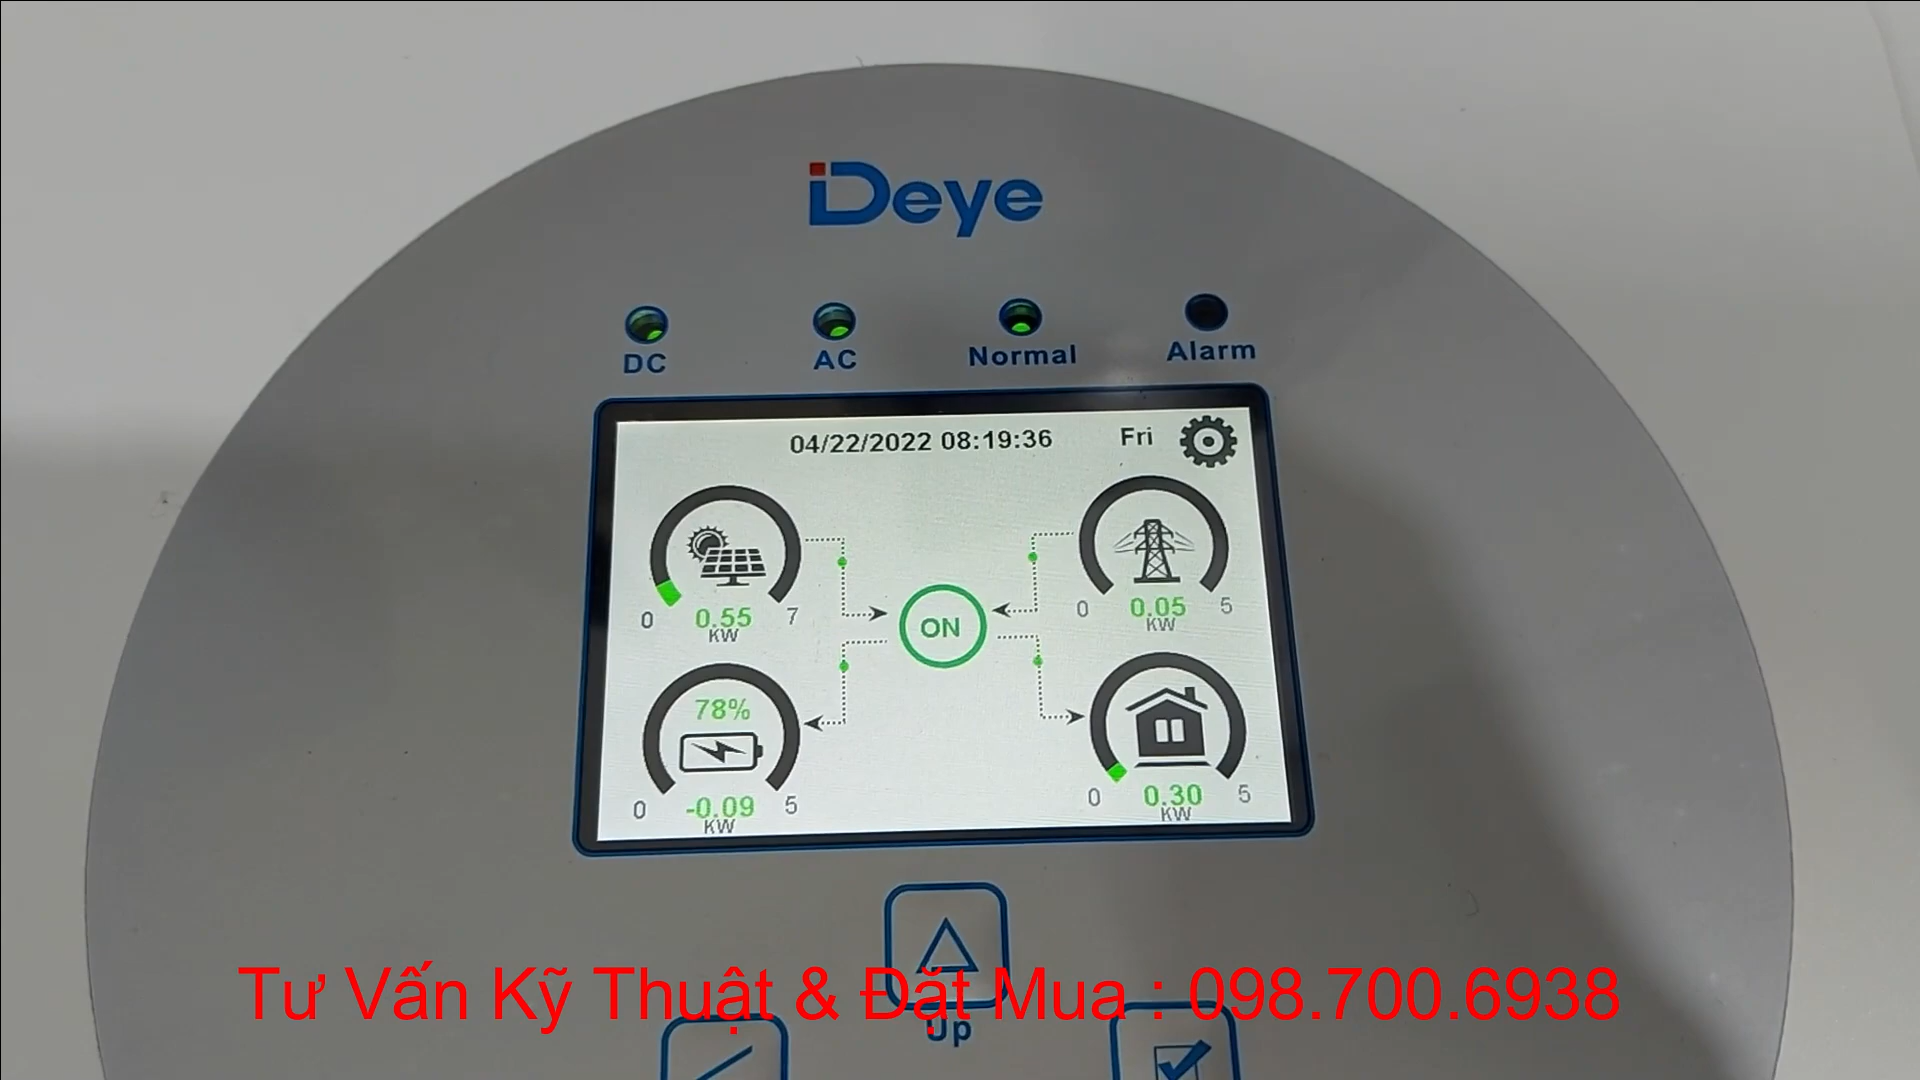 Deye
DC AC Normal Alarm
04/22/2022 08:19:36 Fri
0 0.55 7
KW
0 0.05 5
KW
ON
78%
0 -0.09 5
KW
0 0.30 5
KW
Tư Vấn Kỹ Thuật & Đặt Mua : 098.700.6938
Up